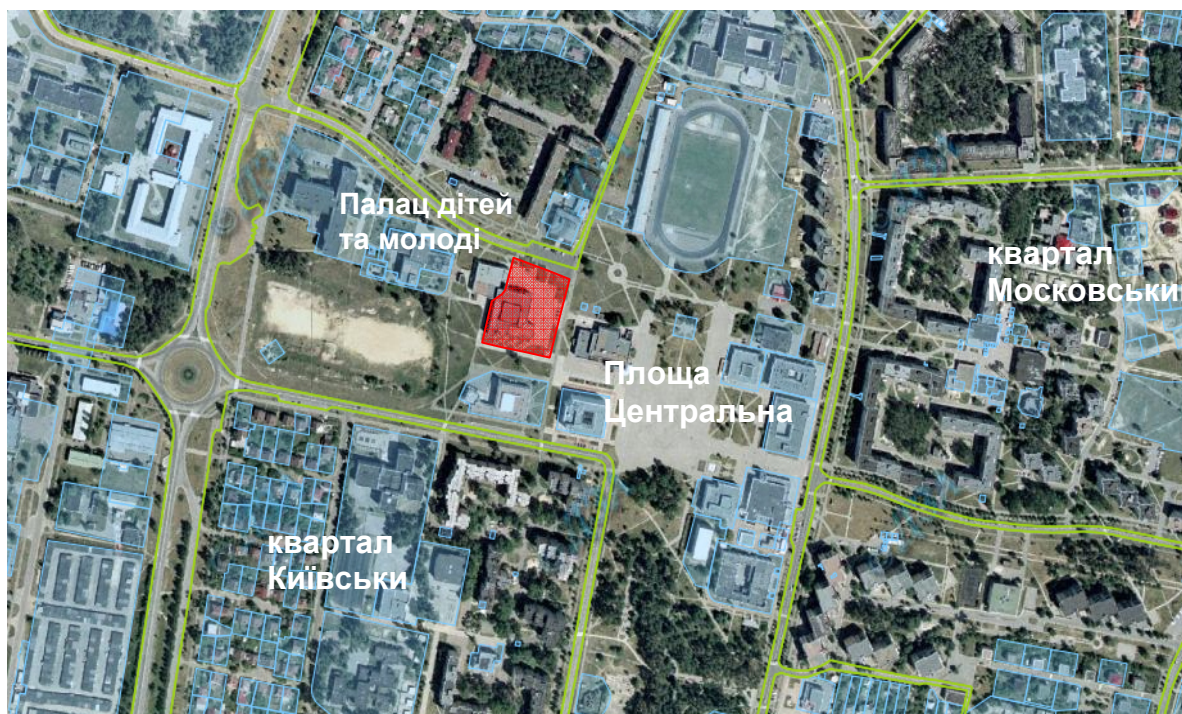 Палац дітей
та молоді
квартал
Московськи
Площа
Центральна
квартал
Київськи